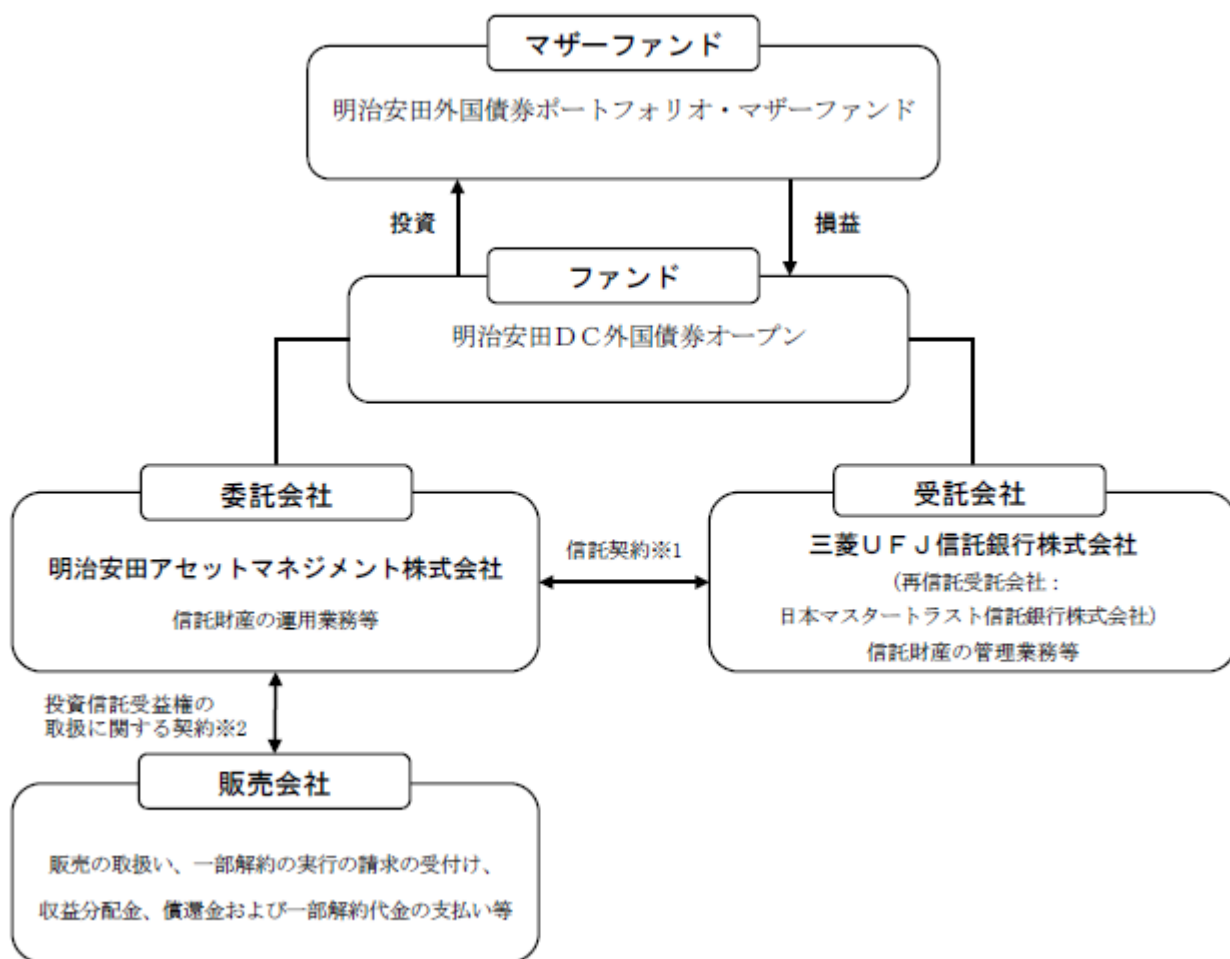 マザーファンド
明治安田外国債券ポートフォリオ・マザーファンド
投資
損益
ファンド
明治安田DC外国債券オープン
委託会社
明治安田アセットマネジメント株式会社
信託財産の運用業務等
信託契約※1
受託会社
三菱UFJ信託銀行株式会社
(再信託受託会社:
日本マスタートラスト信託銀行株式会社)
信託財産の管理業務等
投資信託受益権の
取扱に関する契約※2
販売会社
販売の取扱い、一部解約の実行の請求の受付け、
収益分配金、償還金および一部解約代金の支払い等